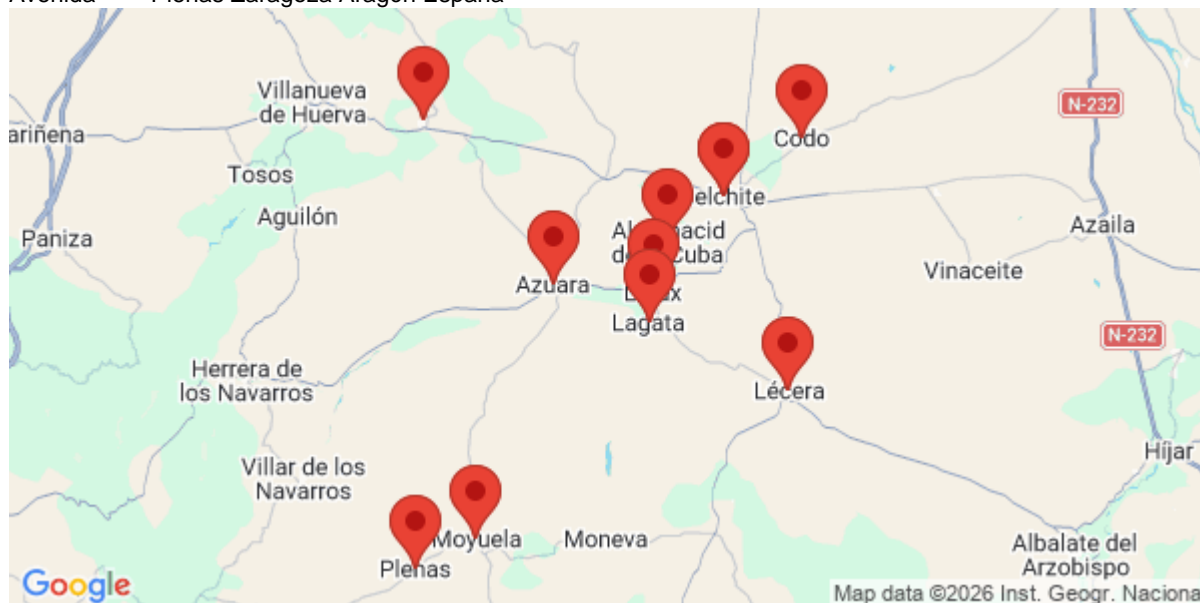 Plenas Zaragoza Aragón España
Villanueva
de Huerva
ariñena
Codo
N-232
Tosos
elchite
Aguilón
Paniza
Azaila
Azuara
Vinaceite
Lagata
N-232
Herrera de
los Navarros
Lécera
Híjar
Villar de los
Navarros
Moyuela
Moneva
Plenas
Albalate del
Arzobispo
Google
Map data ©2026 Inst. Geogr. Naciona